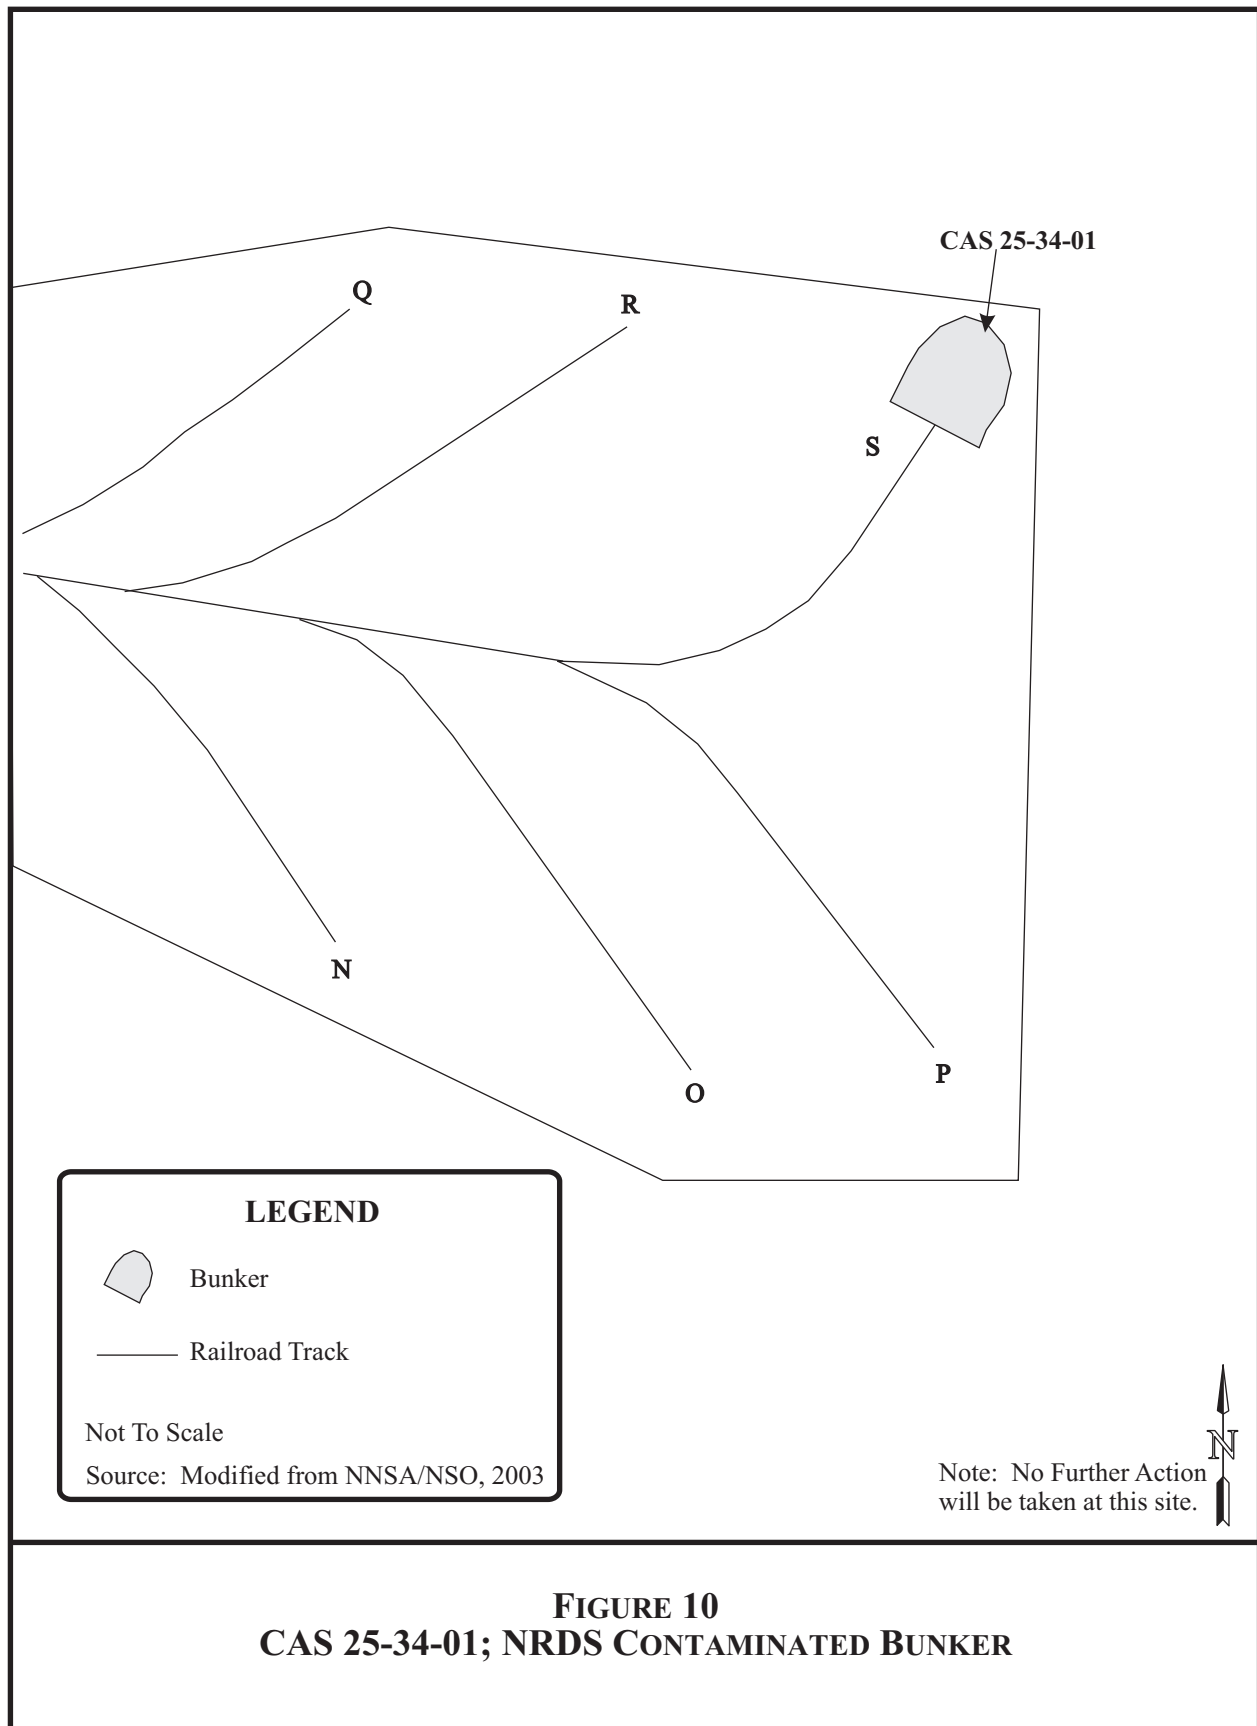 CAS 25-34-01
Q
R
S
N
O
P
LEGEND
Bunker
Railroad Track
Not To Scale
Source: Modified from NNSA/NSO, 2003
N
Note: No Further Action
will be taken at this site.
FIGURE 10
CAS 25-34-01; NRDS CONTAMINATED BUNKER